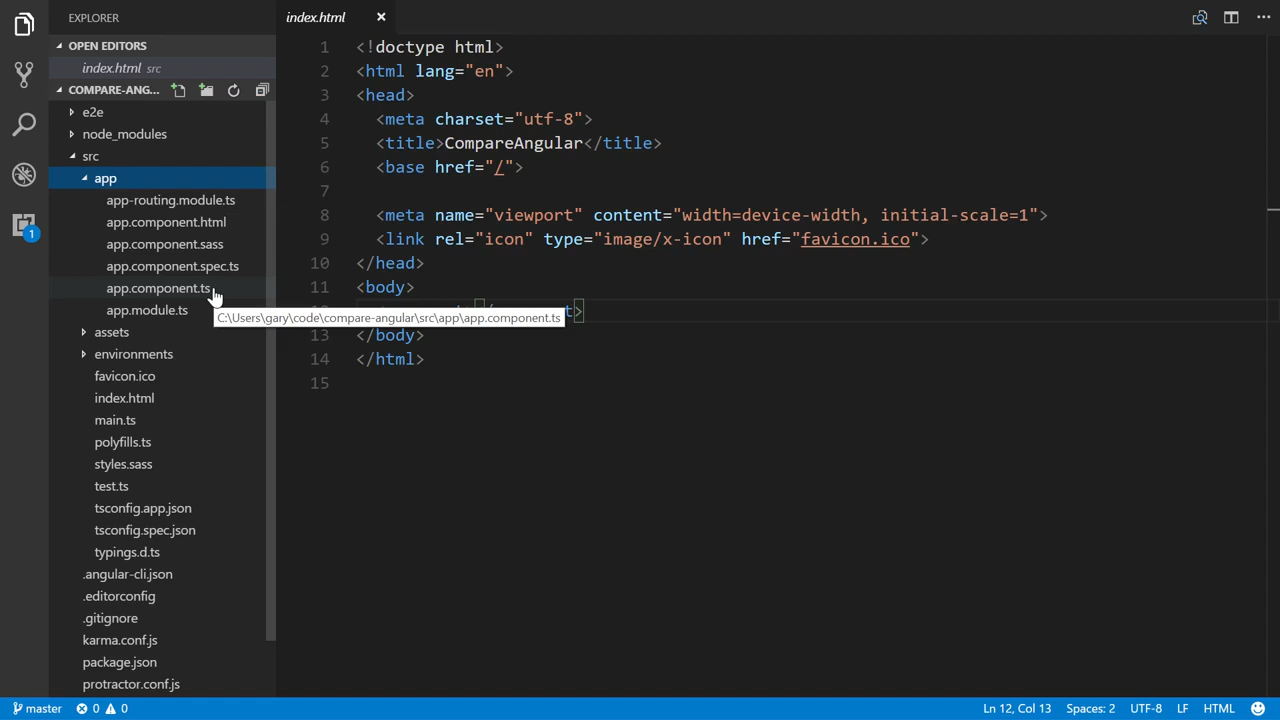 EXPLORER
OPEN EDITORS
index.html src
COMPARE-ANG...
e2e
node_modules
src
app
app-routing.module.ts
app.component.html
app.component.sass
app.component.spec.ts
app.component.ts
app.module.ts
assets
environments
favicon.ico
index.html
main.ts
polyfills.ts
styles.sass
test.ts
tsconfig.app.json
tsconfig.spec.json
typings.d.ts
.angular-cli.json
.editorconfig
.gitignore
karma.conf.js
package.json
protractor.conf.js
1
index.html
1 <!doctype html>
2 <html lang="en">
3 <head>
4 <meta charset="utf-8">
5 <title>CompareAngular</title>
6 <base href="/">
7
8 <meta name="viewport" content="width=device-width, initial-scale=1">
9 <link rel="icon" type="image/x-icon" href="favicon.ico">
10 </head>
11 <body>
t>
C:\Users\gary\code\compare-angular\src\app\app.component.ts
13 </body>
14 </html>
15
master 0 0 Ln 12, Col 13 Spaces: 2 UTF-8 LF HTML